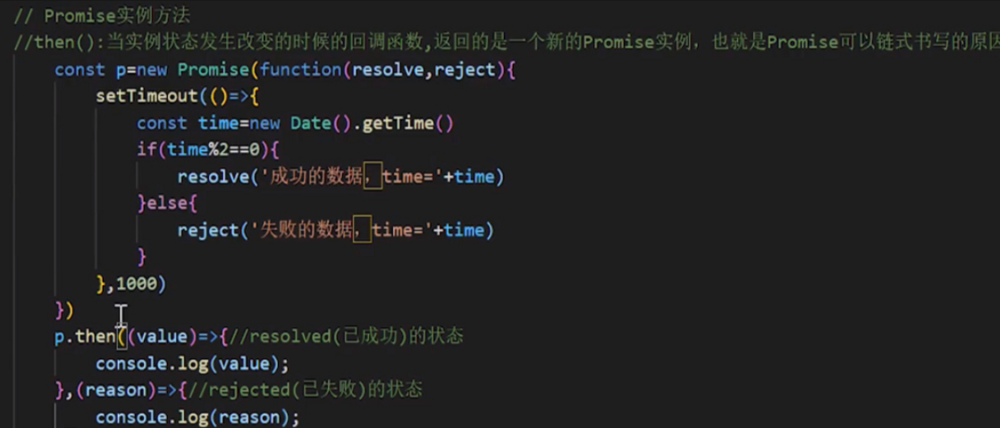 // Promise实例方法
//then():当实例状态发生改变的时候的回调函数,返回的是一个新的Promise实例，也就是Promise可以链式书写的原因
const p=new Promise(function(resolve,reject){
setTimeout(()=>{
const time=new Date().getTime()
if(time%2==0){
resolve('成功的数据，time='+time)
}else{
reject('失败的数据，time='+time)
}
},1000)
})
p.then((value)=>{//resolved(已成功)的状态
console.log(value);
},(reason)=>{//rejected(已失败)的状态
console.log(reason);